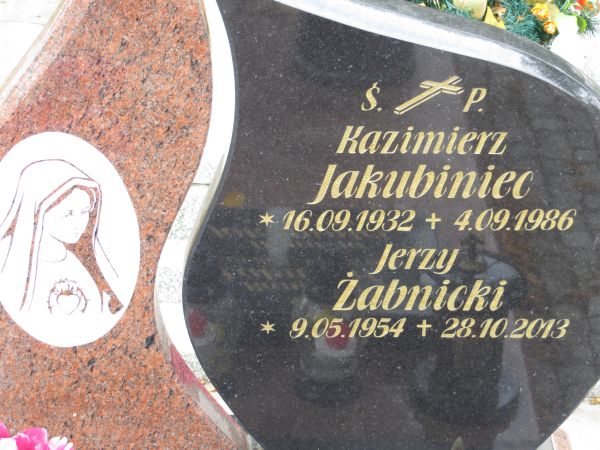 Ś. P.
Kazimierz
Jakubiniec
* 16.09.1932 + 4.09.1986
Jerzy
Żabnicki
* 9.05.1954 + 28.10.2013